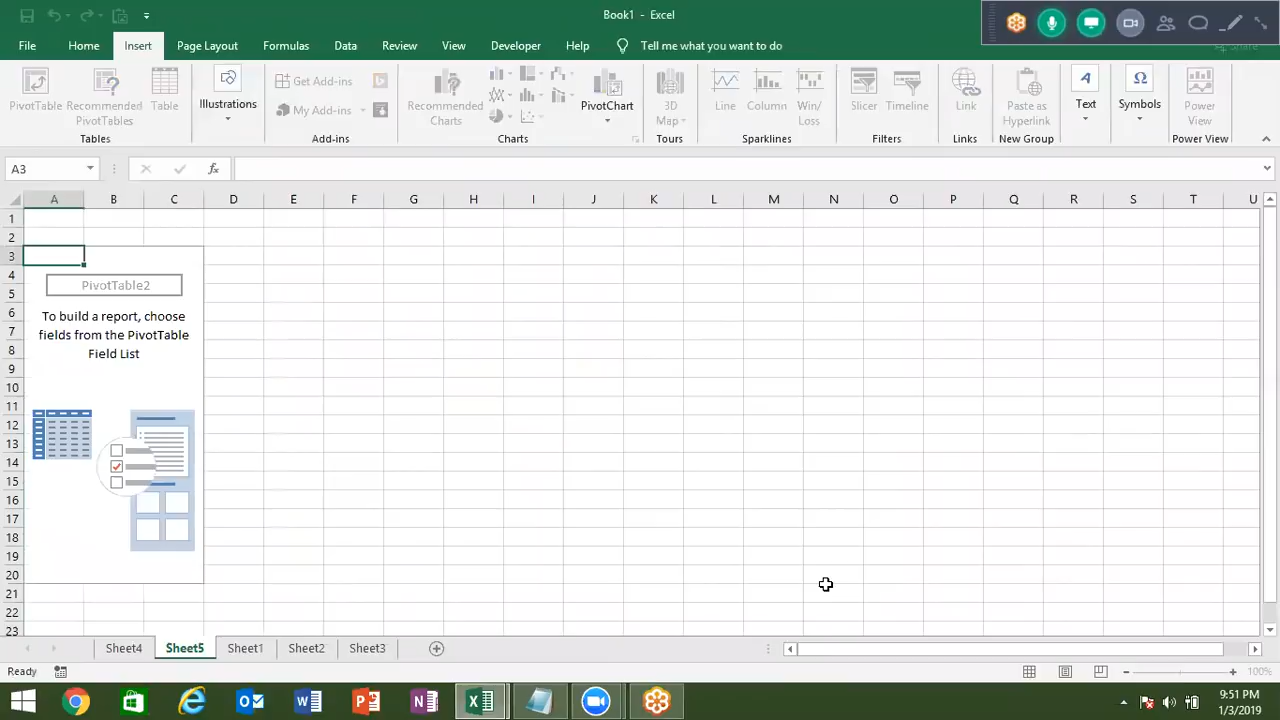 Book1 - Excel
File Home Insert Page Layout Formulas Data Review View Developer Help Tell me what you want to do Share
PivotTable
Recommended PivotTables
Table
Tables
Illustrations
Get Add-ins
My Add-ins
Add-ins
Recommended Charts
PivotChart
Charts
3D Map
Tours
Line
Column
Win/Loss
Sparklines
Slicer
Timeline
Filters
Link
Links
Paste as Hyperlink
New Group
Text
Symbols
Power View
Power View
A3
fx
A B C D E F G H I J K L M N O P Q R S T U
1
2
3
4
5
6
7
8
9
10
11
12
13
14
15
16
17
18
19
20
21
22
23
PivotTable2
To build a report, choose
fields from the PivotTable
Field List
Sheet4 Sheet5 Sheet1 Sheet2 Sheet3
Ready
100%
9:51 PM
1/3/2019